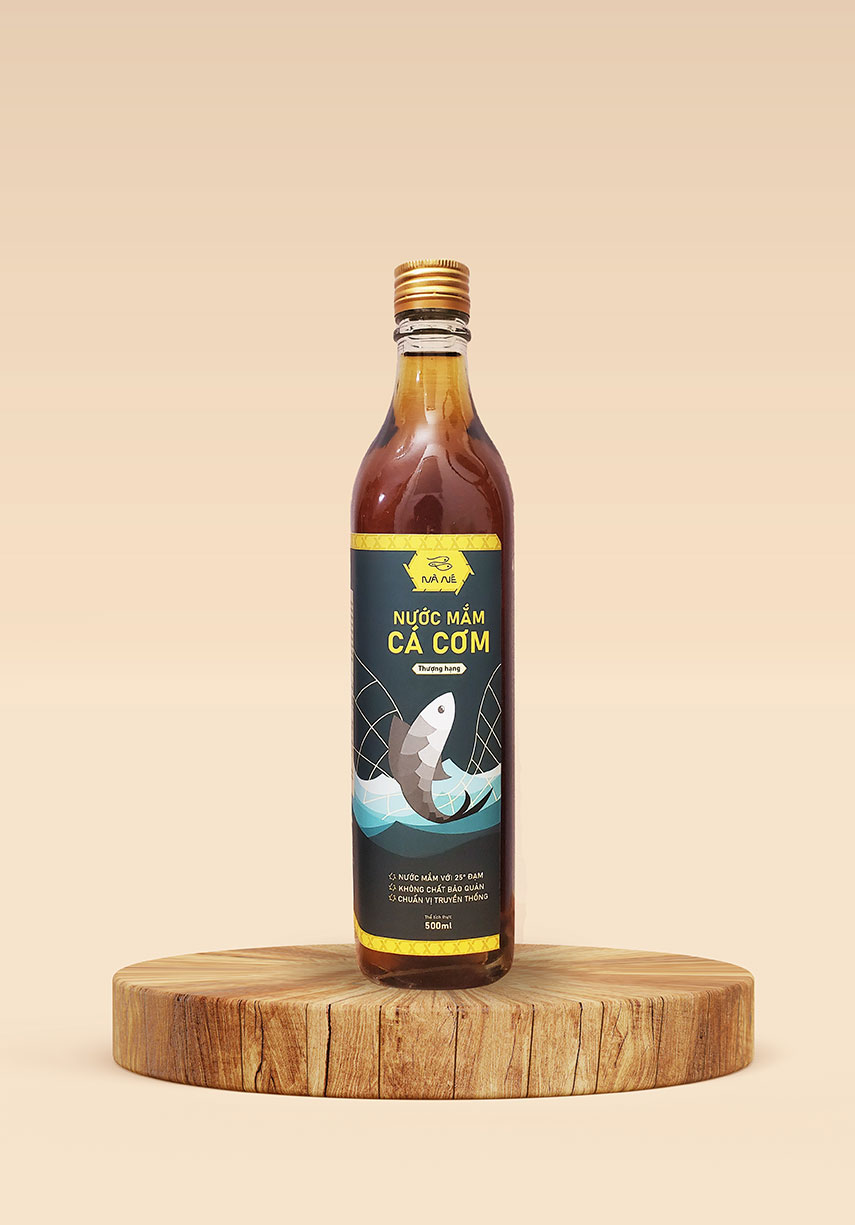 NÀ NÊ
NƯỚC MẮM
CÁ CƠM
Thượng hạng
NƯỚC MẮM VỚI 25° ĐẠM
KHÔNG CHẤT BẢO QUẢN
CHUẨN VỊ TRUYỀN THỐNG
Thể tích thực
500ml